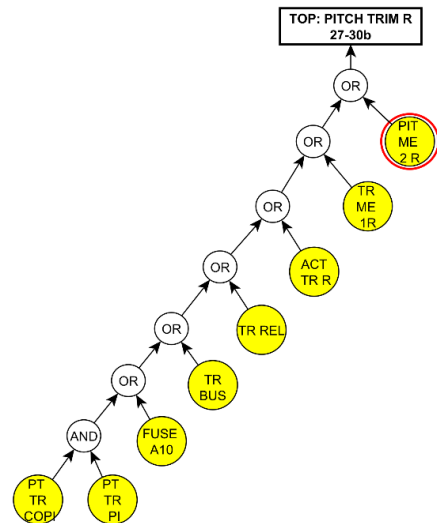 TOP: PITCH TRIM R
27-30b
OR
PIT
ME
2 R
OR
TR
ME
1R
OR
ACT
TR R
OR
TR REL
OR
TR
BUS
OR
FUSE
A10
AND
PT
TR
COPI
PT
TR
PI